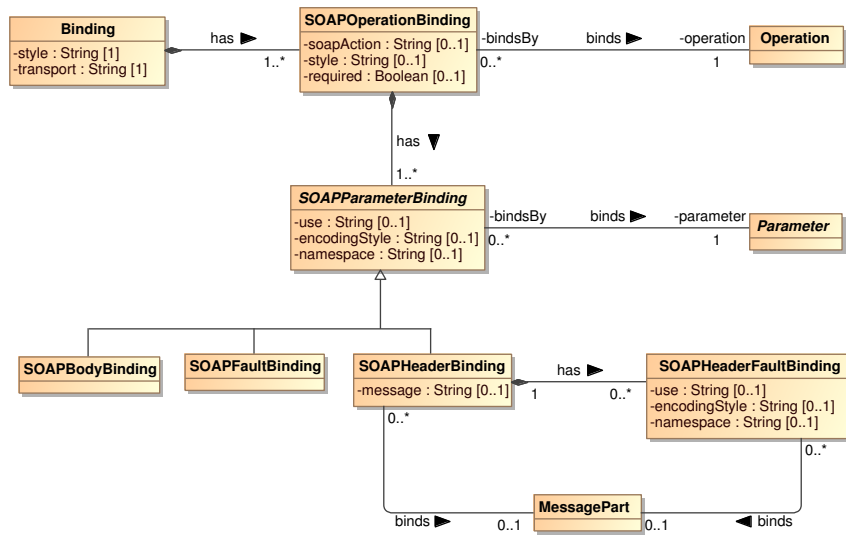 Binding
-style : String [1]
-transport : String [1]
has
1..*
SOAPOperationBinding
-soapAction : String [0..1]
-style : String [0..1]
-required : Boolean [0..1]
-bindsBy
0..*
binds
-operation
1
Operation
has
1..*
SOAPParameterBinding
-use : String [0..1]
-encodingStyle : String [0..1]
-namespace : String [0..1]
-bindsBy
0..*
binds
-parameter
1
Parameter
SOAPBodyBinding
SOAPFaultBinding
SOAPHeaderBinding
-message : String [0..1]
has
1
0..*
SOAPHeaderFaultBinding
-use : String [0..1]
-encodingStyle : String [0..1]
-namespace : String [0..1]
0..*
0..*
MessagePart
binds
0..1
0..1
binds